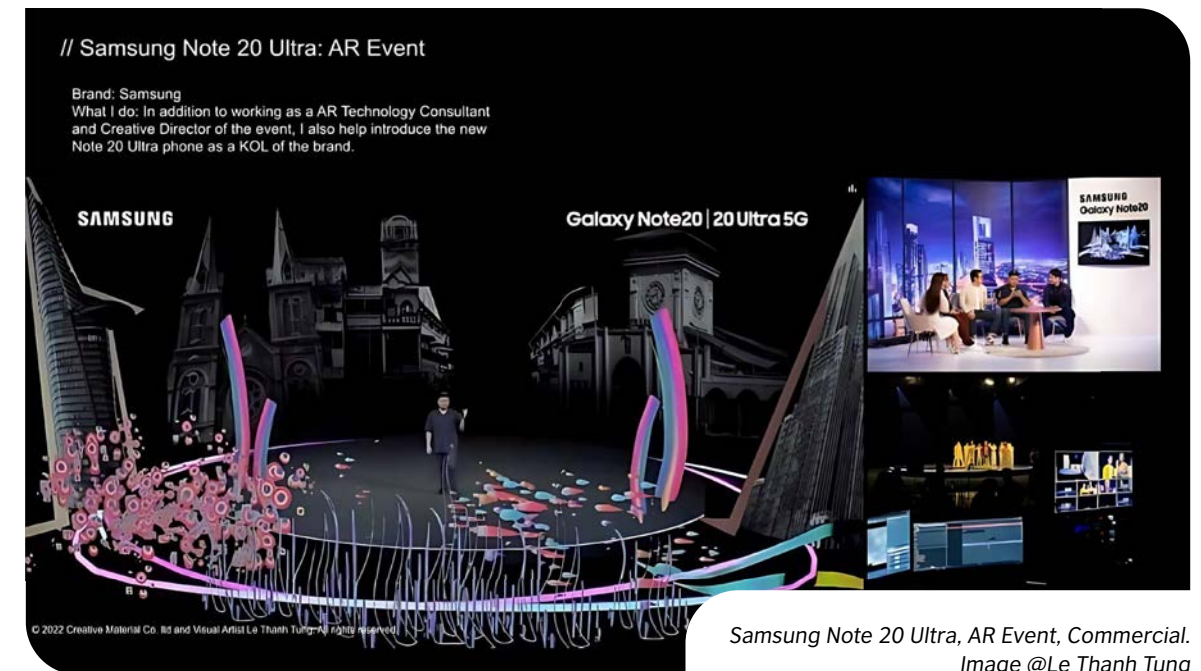 // Samsung Note 20 Ultra: AR Event
Brand: Samsung
What I do: In addition to working as a AR Technology Consultant
and Creative Director of the event, I also help introduce the new
Note 20 Ultra phone as a KOL of the brand.
SAMSUNG
Galaxy Note20 | 20 Ultra 5G
SAMSUNG
Galaxy Note20
© 2022 Creative Material Co. ltd and Visual Artist Le Thanh Tung. All rights reserved.
Samsung Note 20 Ultra, AR Event, Commercial.
Image @Le Thanh Tung